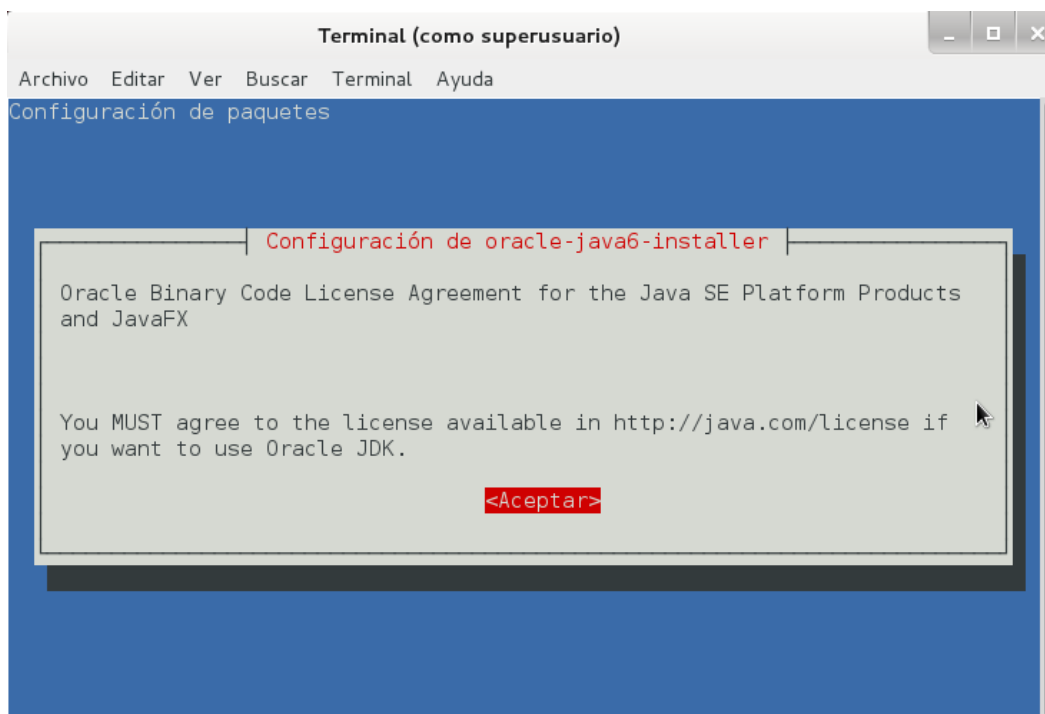 Terminal (como superusuario)
Archivo Editar Ver Buscar Terminal Ayuda
Configuración de paquetes
Configuración de oracle-java6-installer
Oracle Binary Code License Agreement for the Java SE Platform Products
and JavaFX
You MUST agree to the license available in http://java.com/license if
you want to use Oracle JDK.
<Aceptar>